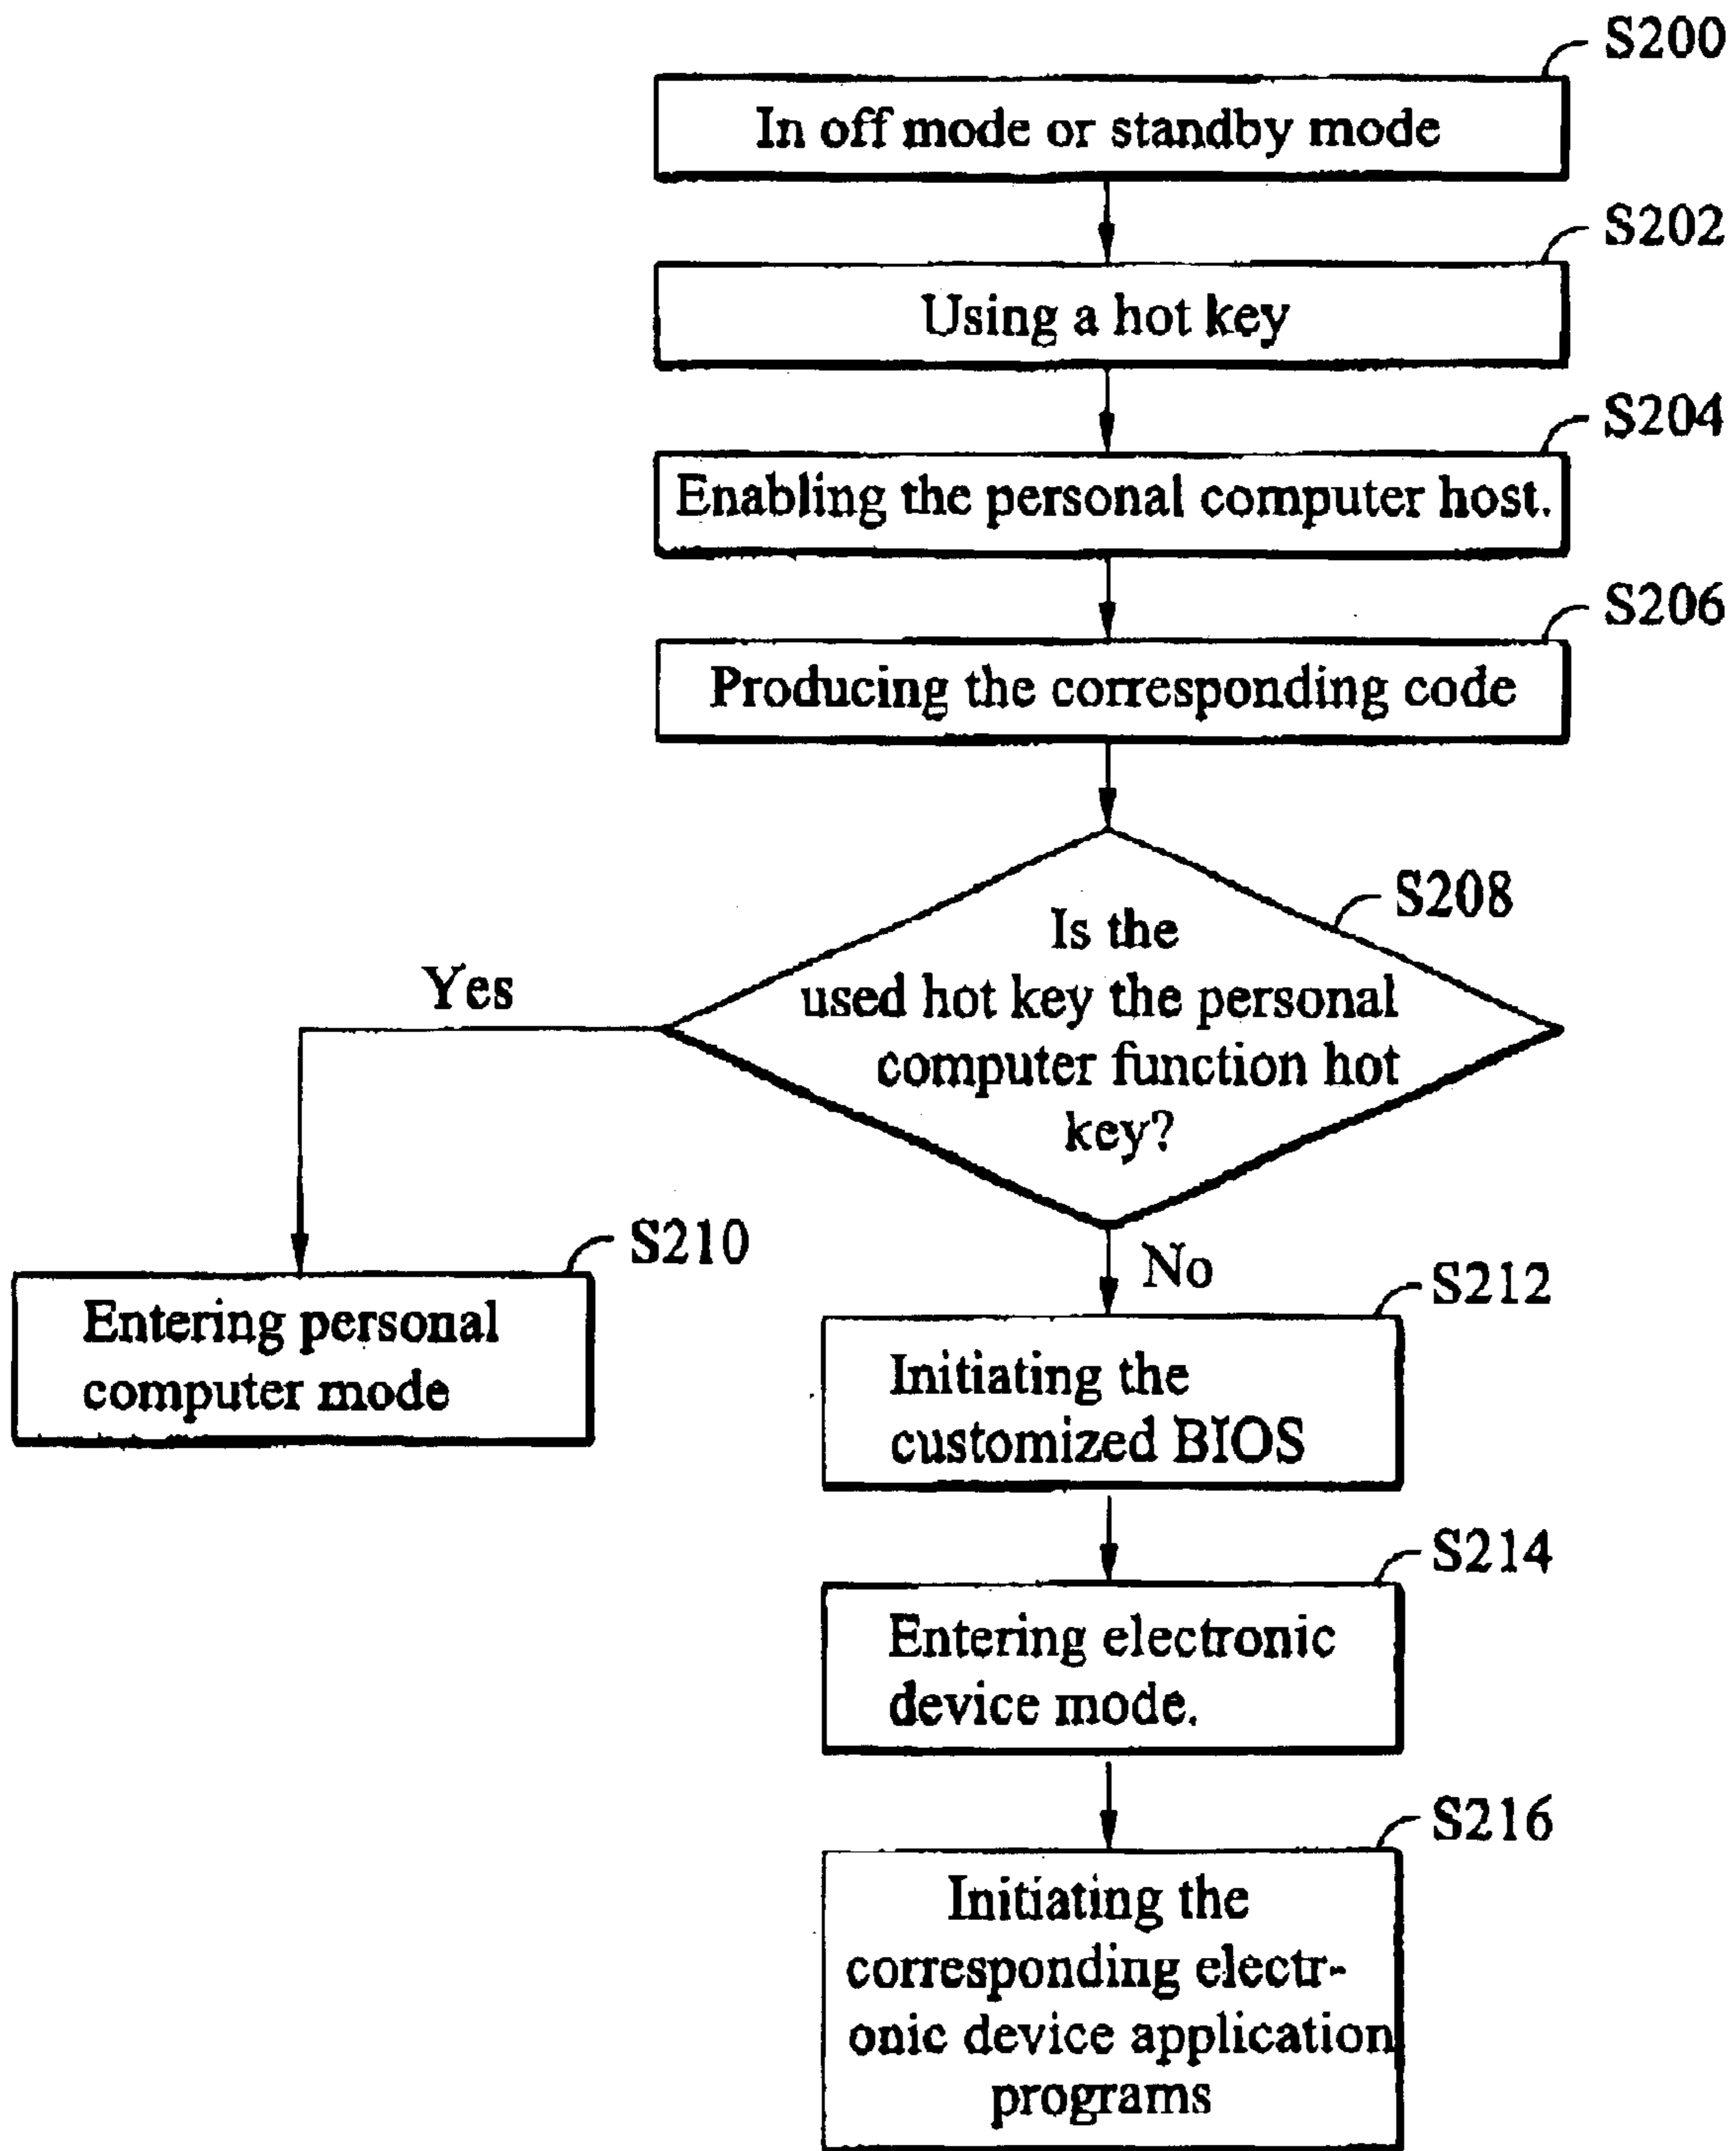 S200
In off mode or standby mode
S202
Using a hot key
S204
Enabling the personal computer host.
S206
Producing the corresponding code
S208
Is the
used hot key the personal
computer function hot
key?
Yes
No
S210
Entering personal
computer mode
S212
Initiating the
customized BIOS
S214
Entering electronic
device mode.
S216
Initiating the
corresponding electr-
onic device application
programs